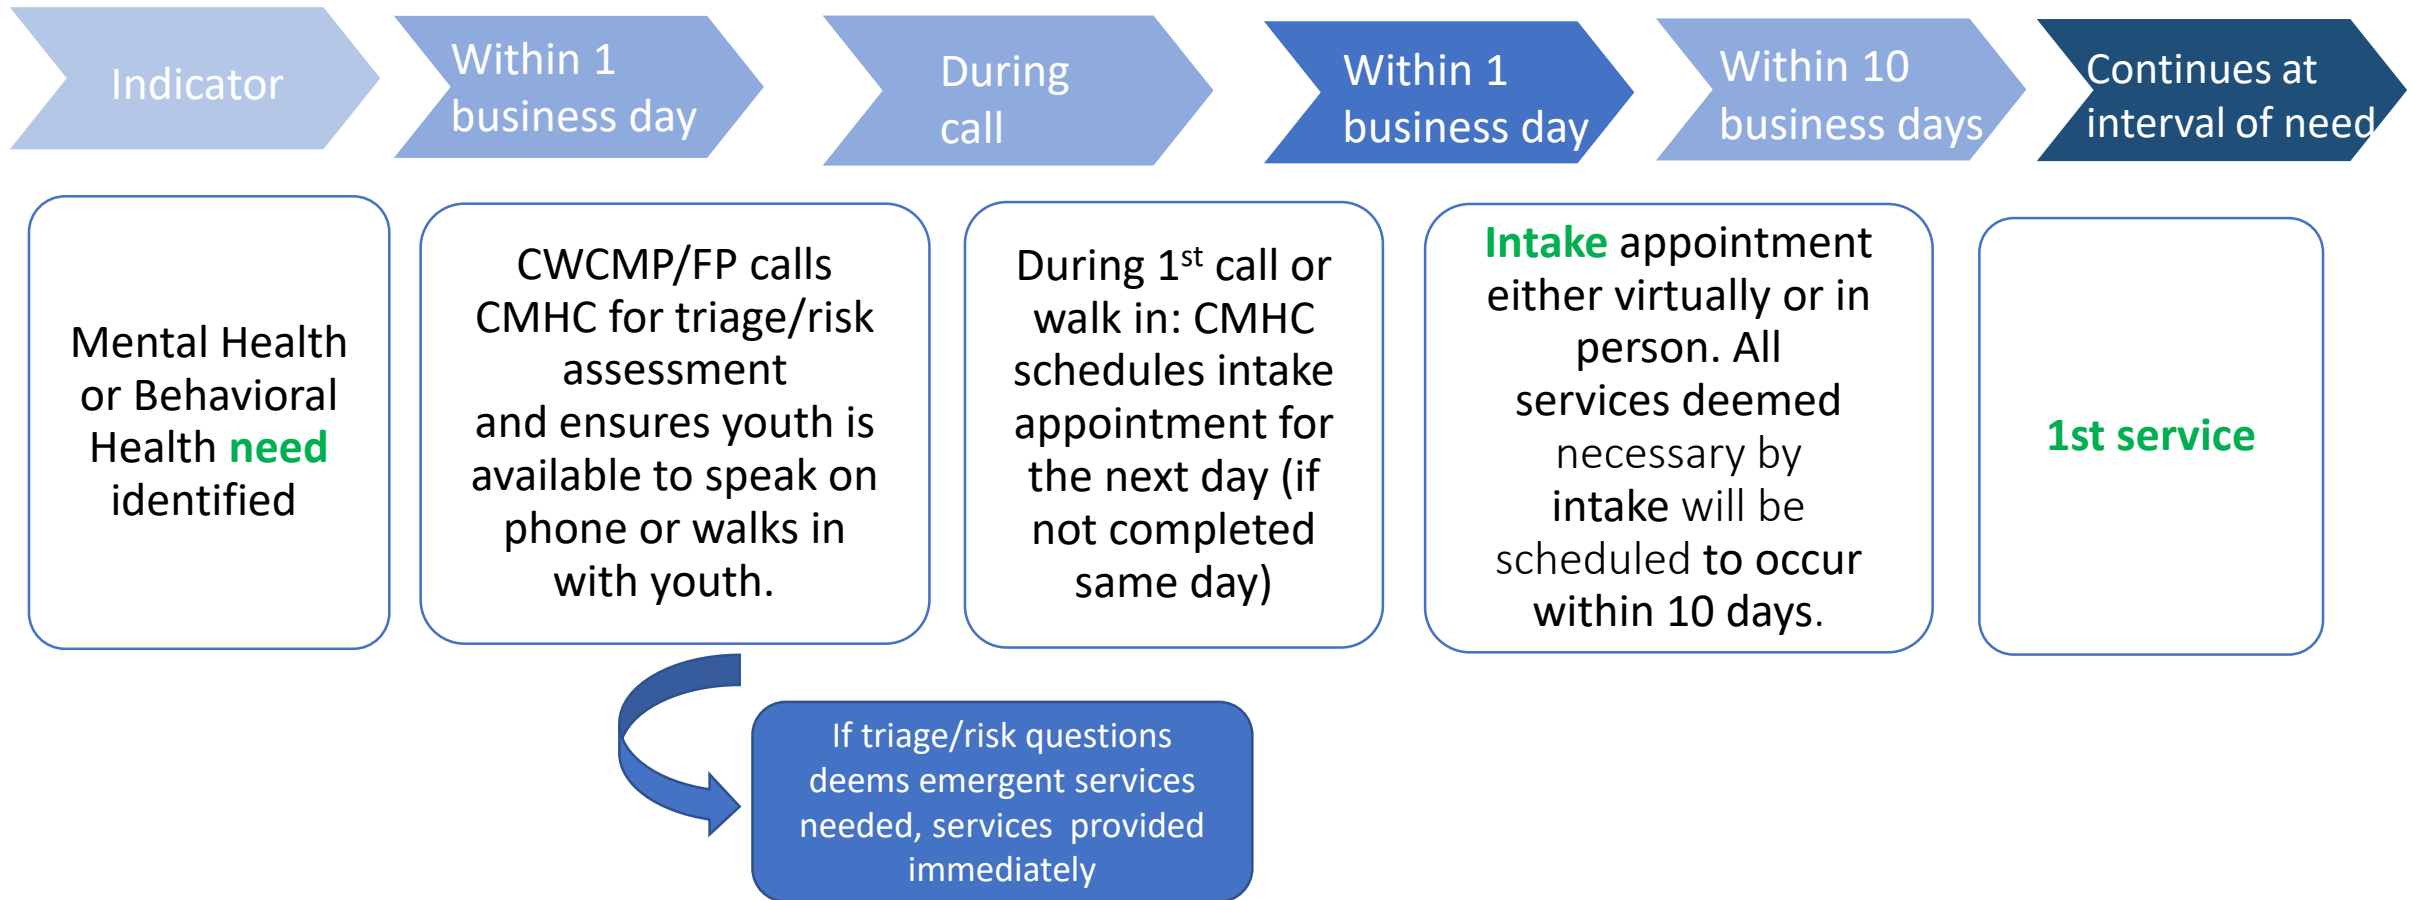 Indicator
Within 1
business day
During
call
Within 1
business day
Within 10
business days
Continues at
interval of need
Mental Health
or Behavioral
Health need
identified
CWCMP/FP calls
CMHC for triage/risk
assessment
and ensures youth is
available to speak on
phone or walks in
with youth.
During 1st call or
walk in: CMHC
schedules intake
appointment for
the next day (if
not completed
same day)
Intake appointment
either virtually or in
person. All
services deemed
necessary by
intake will be
scheduled to occur
within 10 days.
1st service
If triage/risk questions
deems emergent services
needed, services  provided
immediately